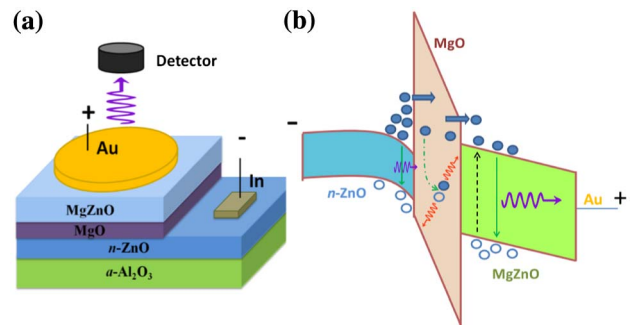 (a)
Detector
+
Au
-
In
MgZnO
MgO
n-ZnO
a-Al₂O₃
(b)
MgO
-
n-ZnO
Au
+
MgZnO